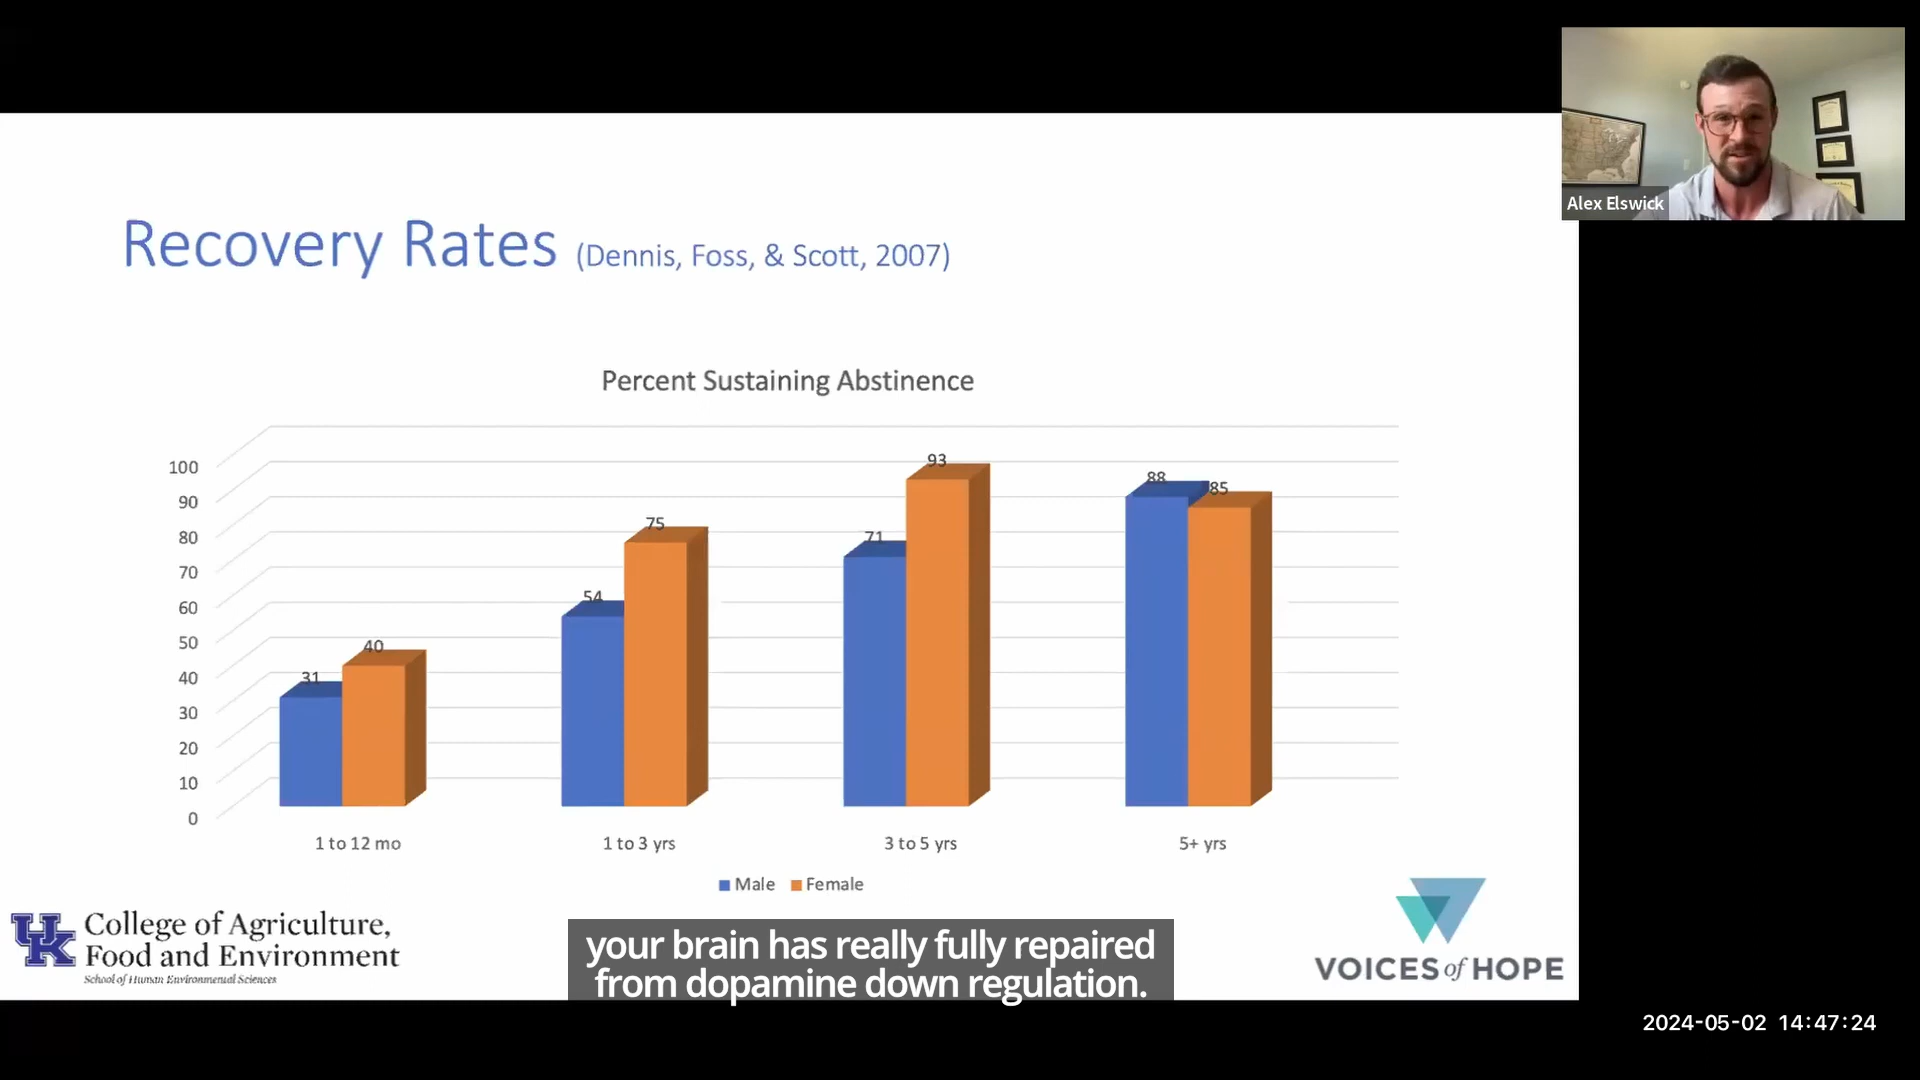 Alex Elswick
Recovery Rates (Dennis, Foss, & Scott, 2007)
Percent Sustaining Abstinence
100
90
80
70
60
50
40
30
20
10
0
31
40
54
75
71
93
88
85
1 to 12 mo
1 to 3 yrs
3 to 5 yrs
5+ yrs
Male
Female
UK
College of Agriculture,
Food and Environment
School of Human Environmental Sciences
your brain has really fully repaired
from dopamine down regulation.
VOICES of HOPE
2024-05-02 14:47:24